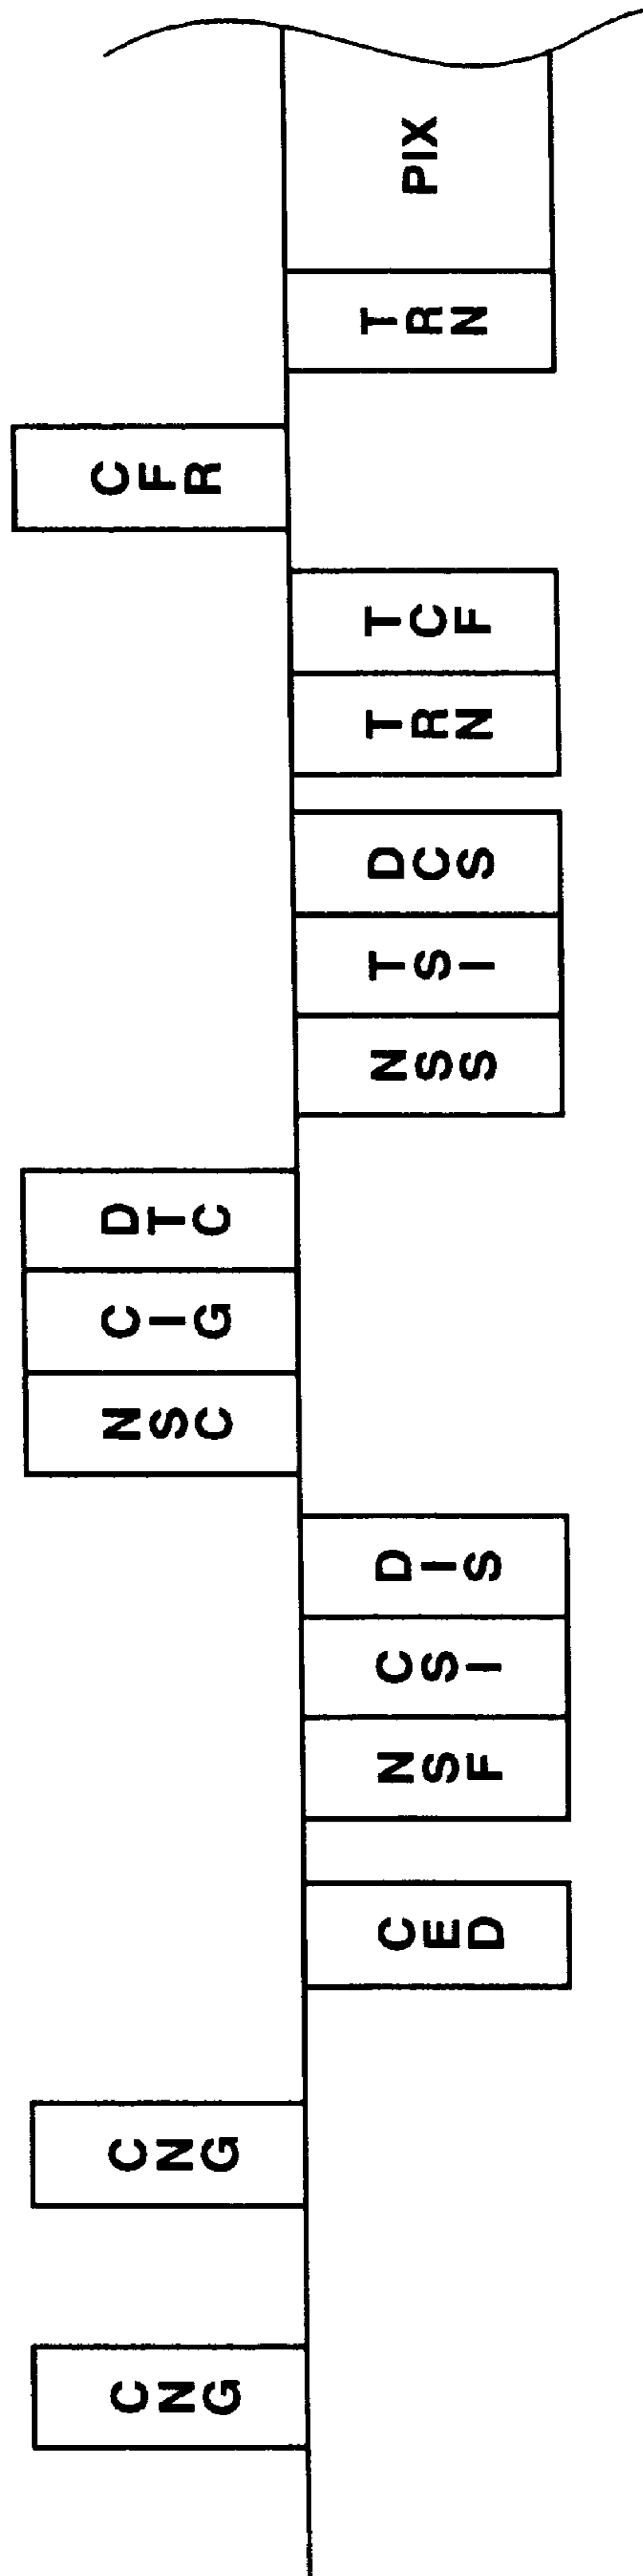 CNG
CNG
CED
NSF
CSI
DIS
NSC
CIG
DTC
NSS
TSI
DCS
TRN
TCF
CFR
TRN
PIX